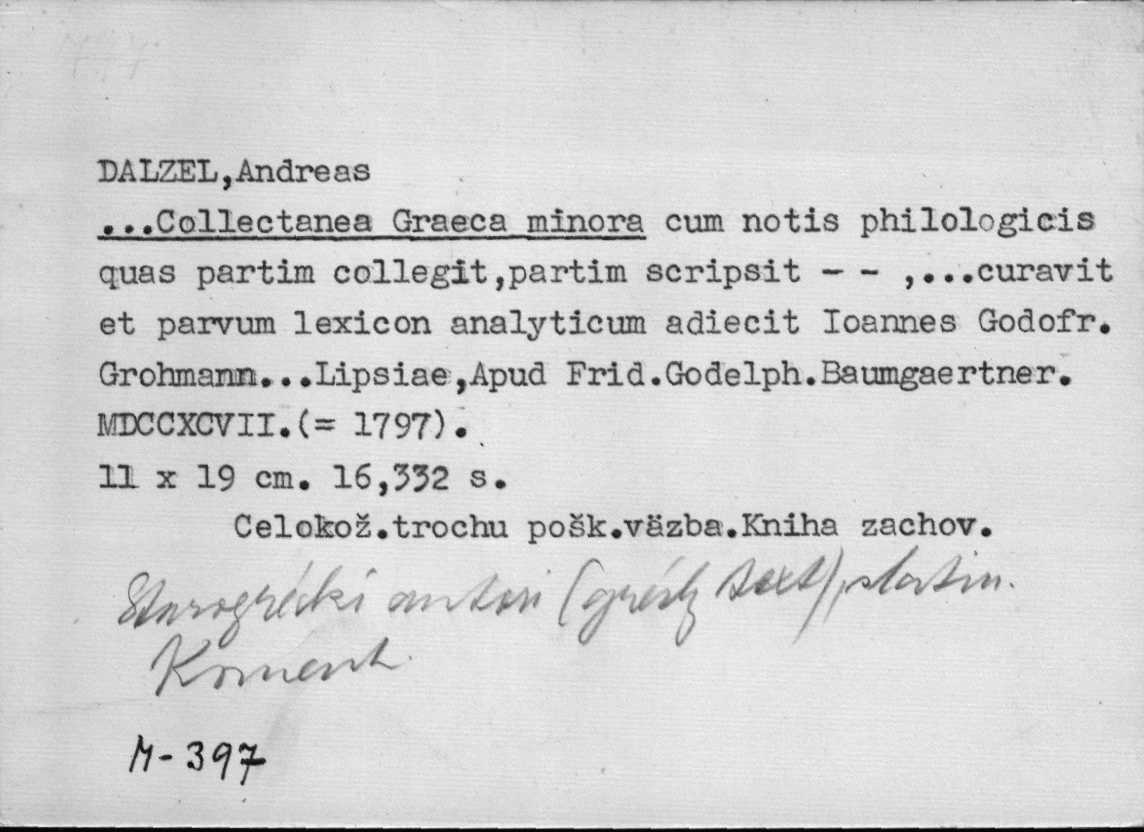 DALZEL,Andreas
...Collectanea Graeca minora cum notis philologicis
quas partim collegit,partim scripsit - - ,...curavit
et parvum lexicon analyticum adiecit Ioannes Godofr.
Grohmann...Lipsiae,Apud Frid.Godelph.Baumgaertner.
MDCCXCVII.(= 1797).
11 x 19 cm. 16,332 s.
Celokož.trochu pošk.väzba.Kniha zachov.
Starogrécki autori (grécky text), s latin.
Koment.
M-397